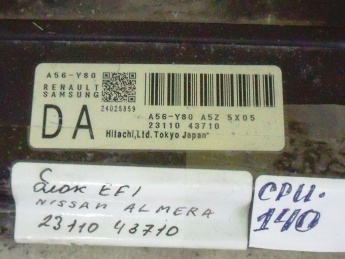 A56-Y80
RENAULT
SAMSUNG
24025859
DA
A56-Y80 A5Z 5X05
23110 43710
Hitachi, Ltd. Tokyo Japan
Блок EFI
NISSAN ALMERA
23110 43710
СРИ.
140